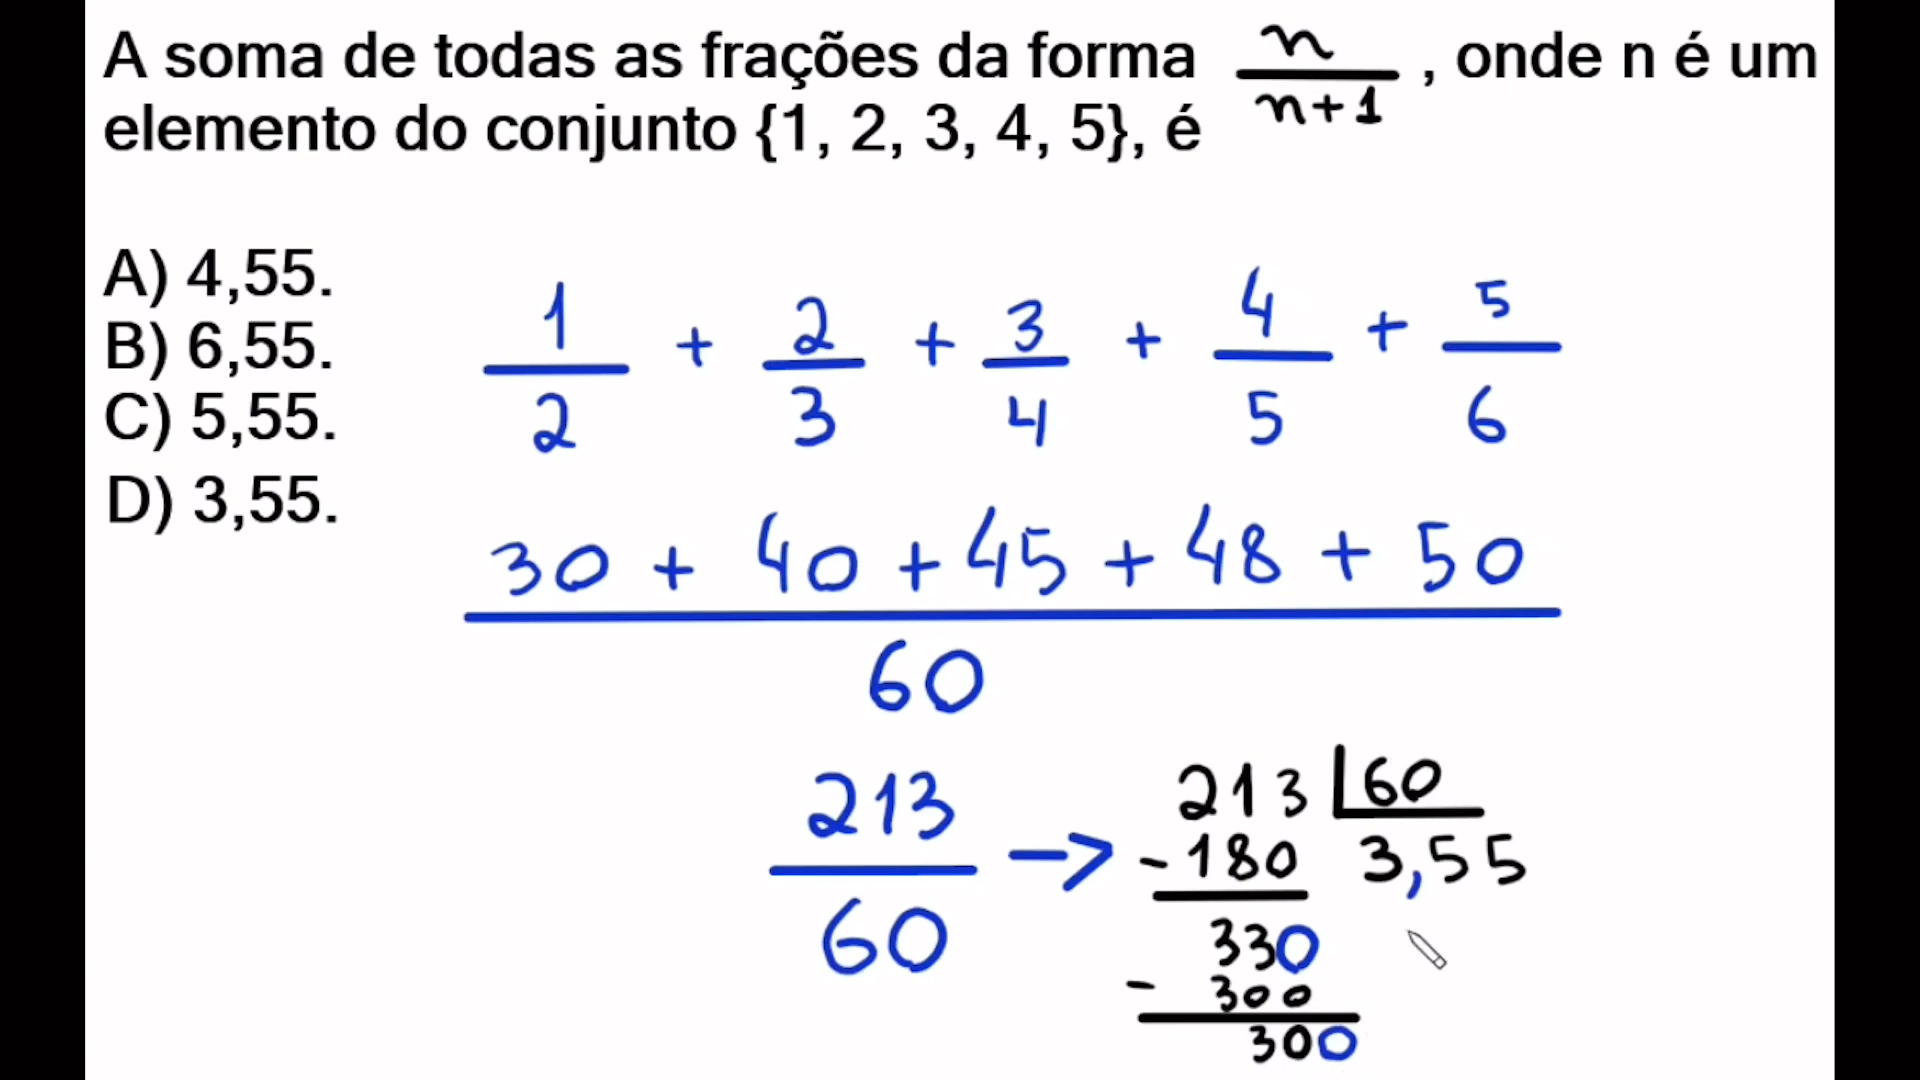 A soma de todas as frações da forma n/n+1 , onde n é um
elemento do conjunto {1, 2, 3, 4, 5}, é
A) 4,55.
B) 6,55.
C) 5,55.
D) 3,55.
1/2 + 2/3 + 3/4 + 4/5 + 5/6
30 + 40 + 45 + 48 + 50
60
213/60 →
213 |60
-180 3,55
330
- 300
300